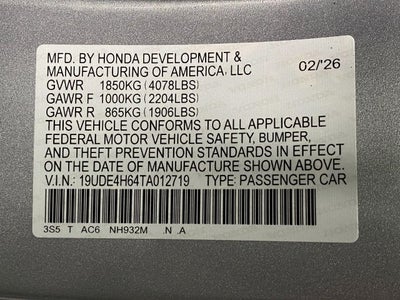 MFD. BY HONDA DEVELOPMENT &
MANUFACTURING OF AMERICA, LLC
02/'26
GVWR 1850KG (4078LBS)
GAWR F 1000KG (2204LBS)
GAWR R 865KG (1906LBS)
THIS VEHICLE CONFORMS TO ALL APPLICABLE
FEDERAL MOTOR VEHICLE SAFETY, BUMPER,
AND THEFT PREVENTION STANDARDS IN EFFECT
ON THE DATE OF MANUFACTURE SHOWN ABOVE.
V.I.N.: 19UDE4H64TA012719 TYPE: PASSENGER CAR
3S5 T AC6 NH932M .N .A